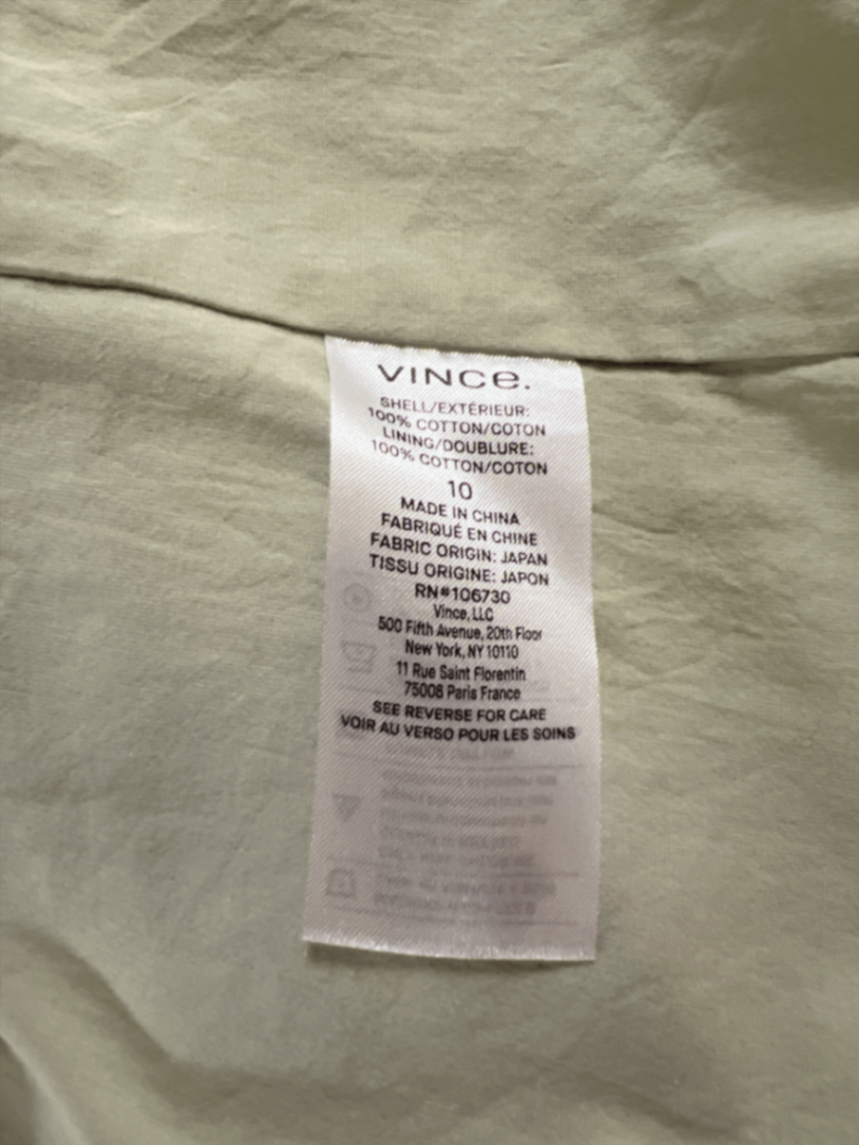 VINCe.
SHELL/EXTÉRIEUR:
100% COTTON/COTON
LINING/DOUBLURE:
100% COTTON/COTON
10
MADE IN CHINA
FABRIQUÉ EN CHINE
FABRIC ORIGIN: JAPAN
TISSU ORIGINE: JAPON
RN#106730
Vince, LLC
500 Fifth Avenue, 20th Floor
New York, NY 10110
11 Rue Saint Florentin
75008 Paris France
SEE REVERSE FOR CARE
VOIR AU VERSO POUR LES SOINS